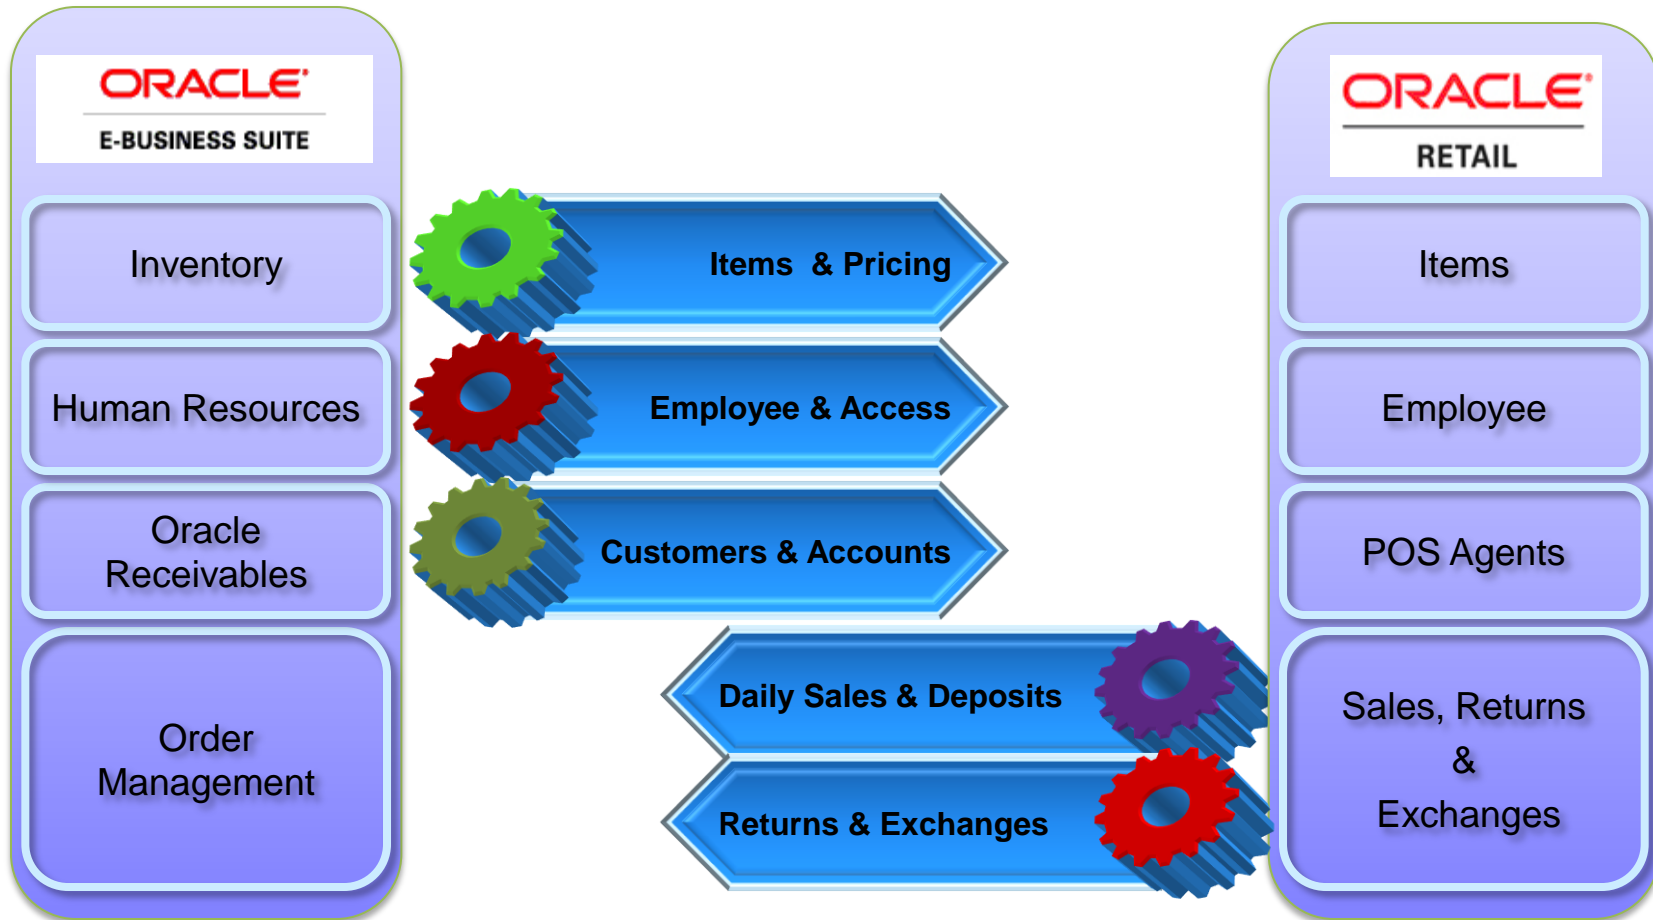 ORACLE
E-BUSINESS SUITE
Inventory
Human Resources
Oracle
Receivables
Order
Management
Items & Pricing
Employee & Access
Customers & Accounts
Daily Sales & Deposits
Returns & Exchanges
ORACLE
RETAIL
Items
Employee
POS Agents
Sales, Returns
&
Exchanges